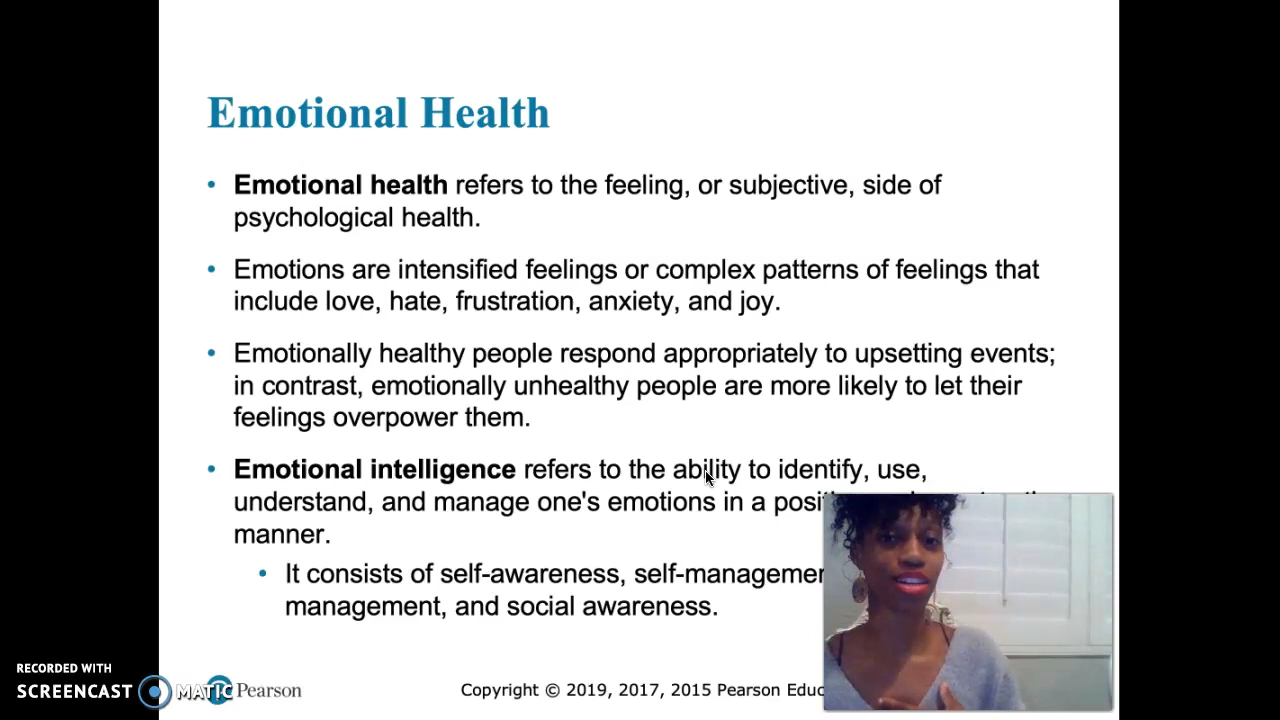 Emotional Health
• Emotional health refers to the feeling, or subjective, side of
psychological health.
• Emotions are intensified feelings or complex patterns of feelings that
include love, hate, frustration, anxiety, and joy.
• Emotionally healthy people respond appropriately to upsetting events;
in contrast, emotionally unhealthy people are more likely to let their
feelings overpower them.
• Emotional intelligence refers to the ability to identify, use,
understand, and manage one's emotions in a
manner.
• It consists of self-awareness,
management, and social awareness.
RECORDED WITH
SCREENCAST MATIC
Pearson
Copyright © 2019, 2017, 2015 Pearson